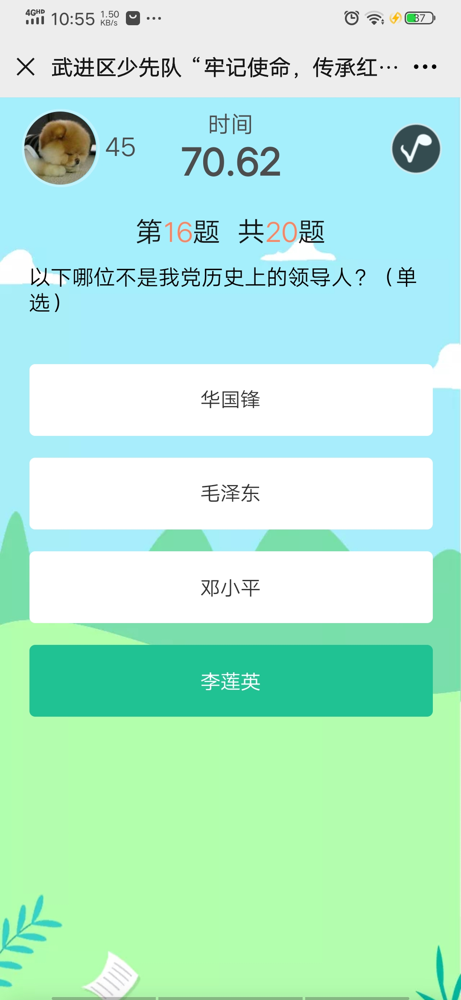 4GHD 10:55 1.50 KB/s ··· 37
武进区少先队“牢记使命，传承红··· ···
45
时间
70.62
第16题 共20题
以下哪位不是我党历史上的领导人？（单
选）
华国锋
毛泽东
邓小平
李莲英